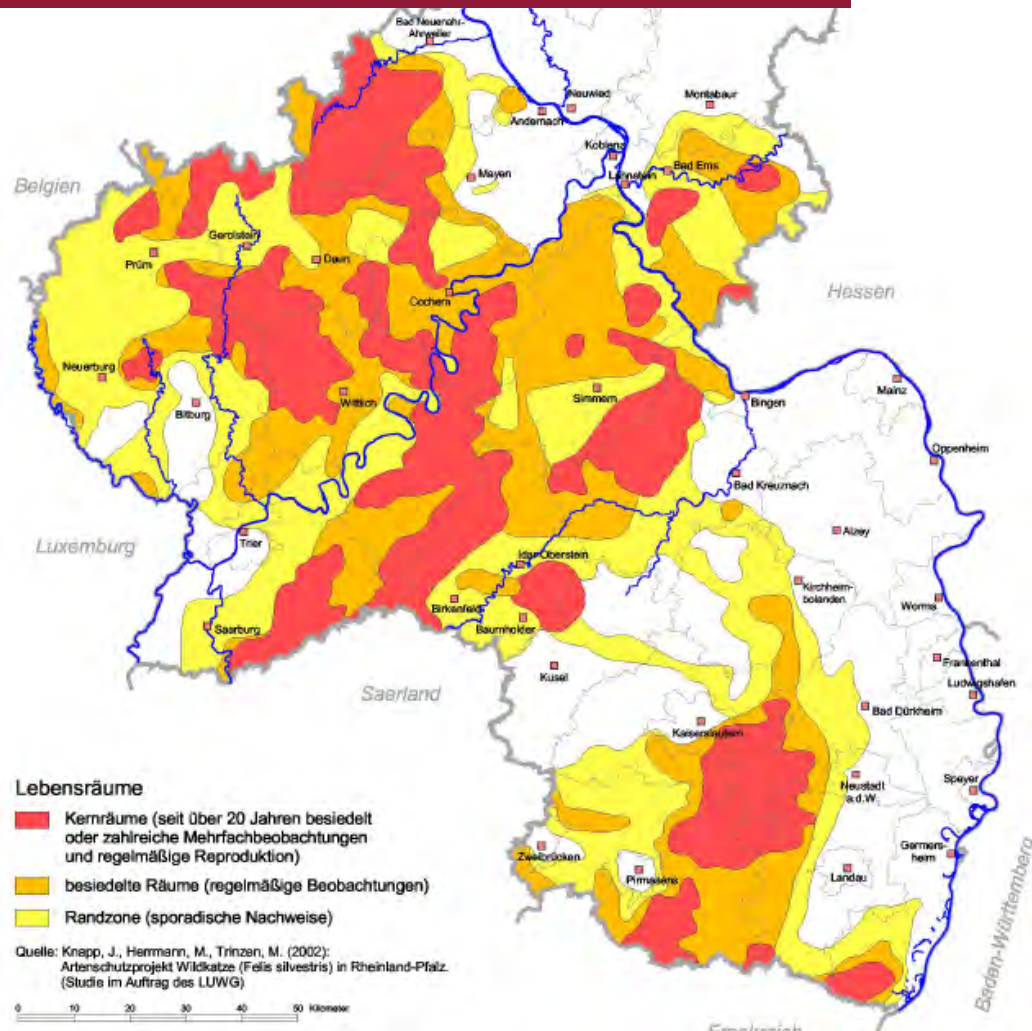 Bad Neuenahr-
Ahrweiler
Neuwied
Andernach
Montabaur
Koblenz
Lahnstein
Bad Ems
Mayen
Belgien
Gerolstein
Prüm
Daun
Cochem
Hessen
Neuerburg
Bitburg
Wittlich
Simmern
Bingen
Mainz
Oppenheim
Bad Kreuznach
Alzey
Luxemburg
Trier
Idar-Oberstein
Kirchheim-
bolanden
Worms
Birkenfeld
Baumholder
Saarburg
Kusel
Frankenthal
Ludwigshafen
Saarland
Bad Dürkheim
Kaiserslautern
Neustadt
a.d.W.
Speyer
Germers-
heim
Zweibrücken
Pirmasens
Landau
Baden-Württemberg
Lebensräume
Kernräume (seit über 20 Jahren besiedelt
oder zahlreiche Mehrfachbeobachtungen
und regelmäßige Reproduktion)
besiedelte Räume (regelmäßige Beobachtungen)
Randzone (sporadische Nachweise)
Quelle: Knapp, J., Herrmann, M., Trinzen, M. (2002):
Artenschutzprojekt Wildkatze (Felis silvestris) in Rheinland-Pfalz.
(Studie im Auftrag des LUWG)
0 10 20 30 40 50 Kilometer